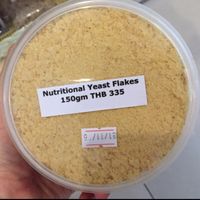 Nutritional Yeast Flakes
150gm THB 335